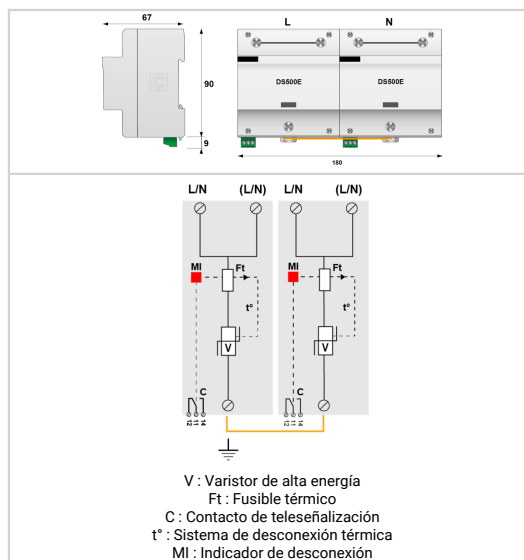 67
L N
90
DS500E DS500E
9
180
L/N (L/N) L/N (L/N)
MI Ft MI Ft
t° t°
V V
C C
12 11 14 12 11 14
V : Varistor de alta energía
Ft : Fusible térmico
C : Contacto de teleseñalización
t° : Sistema de desconexión térmica
MI : Indicador de desconexión